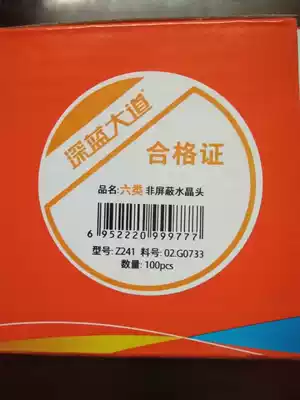 深蓝大道
合格证
品名:六类 非屏蔽水晶头
6 952220 999777
型号: Z241 料号: 02.G0733
数量: 100pcs